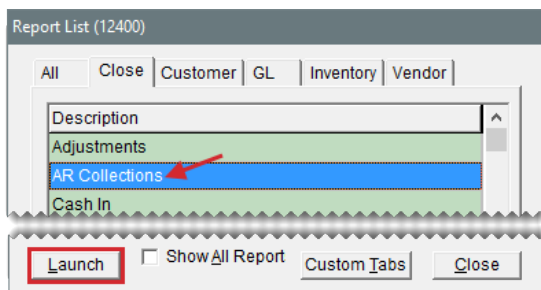 Report List (12400)
All Close Customer GL Inventory Vendor
Description
Adjustments
AR Collections
Cash In
Launch Show All Report Custom Tabs Close